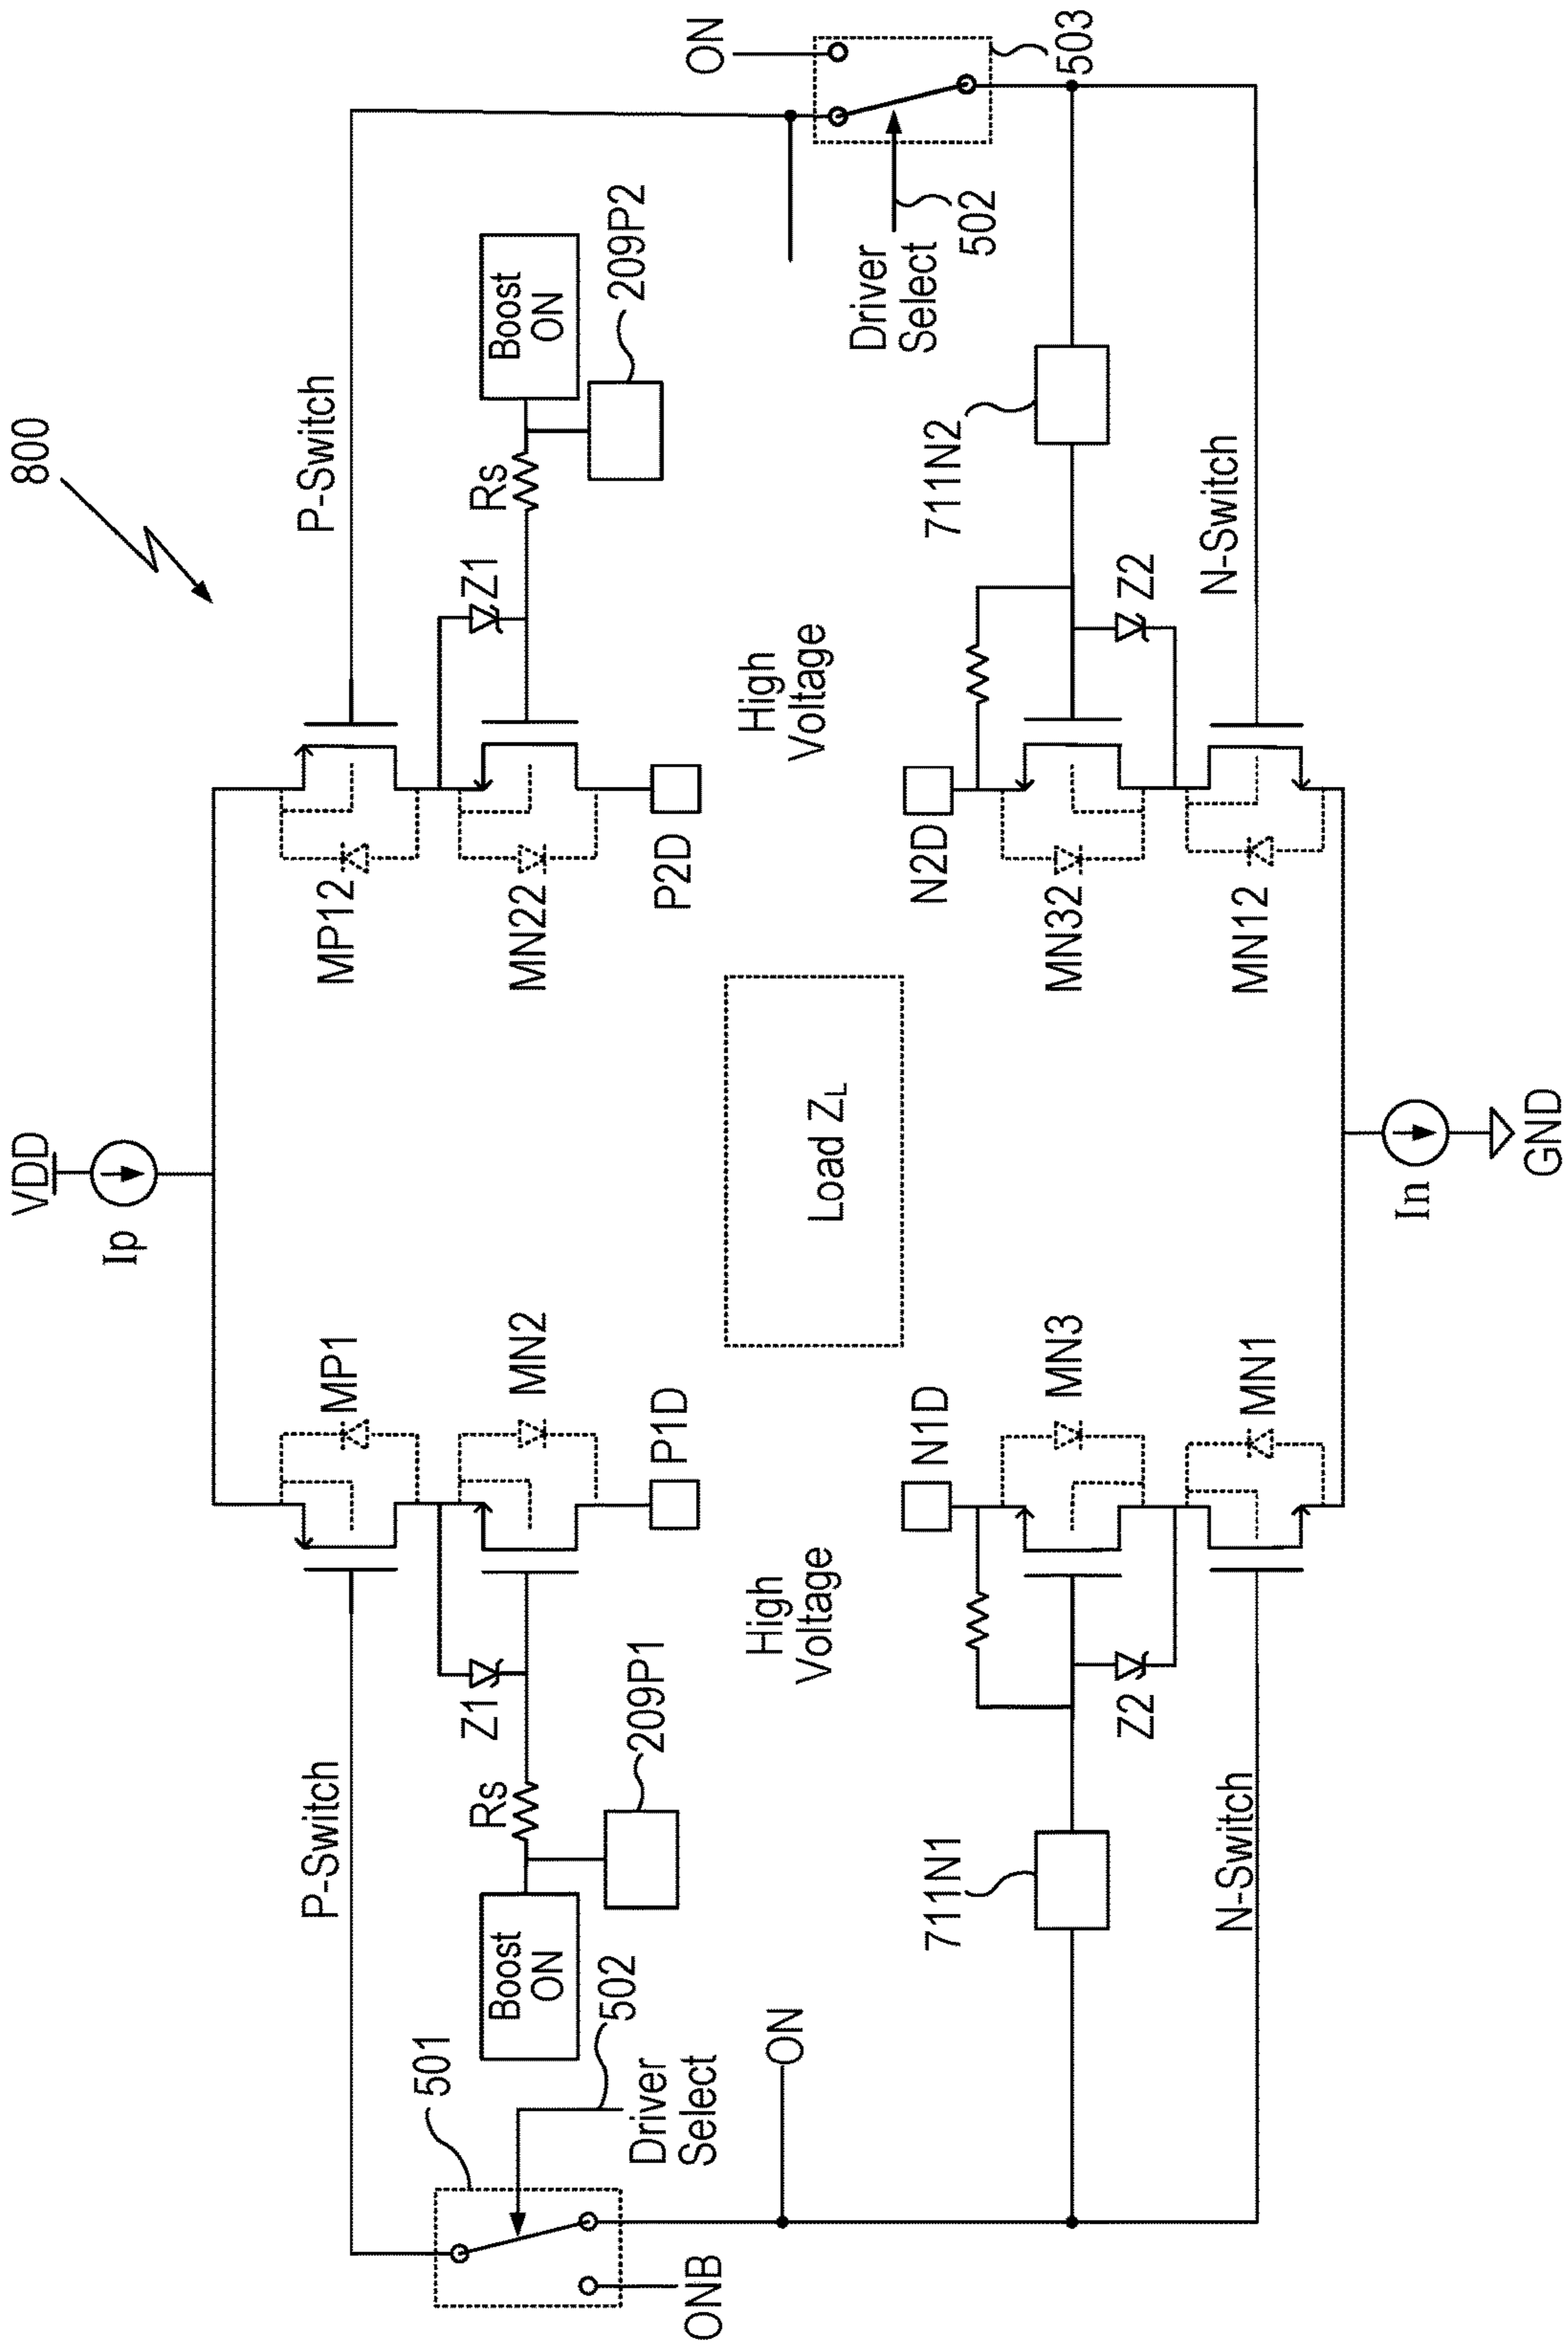 800
VDD
Ip
P-Switch
P-Switch
MP1
MP12
501
Boost
ON
Rs
Z1
MN2
MN22
Z1
Rs
Boost
ON
502
Driver
Select
209P1
P1D
P2D
209P2
ON
ONB
ON
High
Voltage
Load ZL
High
Voltage
Driver
Select
502
503
711N1
N1D
N2D
711N2
MN3
MN32
Z2
Z2
N-Switch
MN1
MN12
N-Switch
In
GND